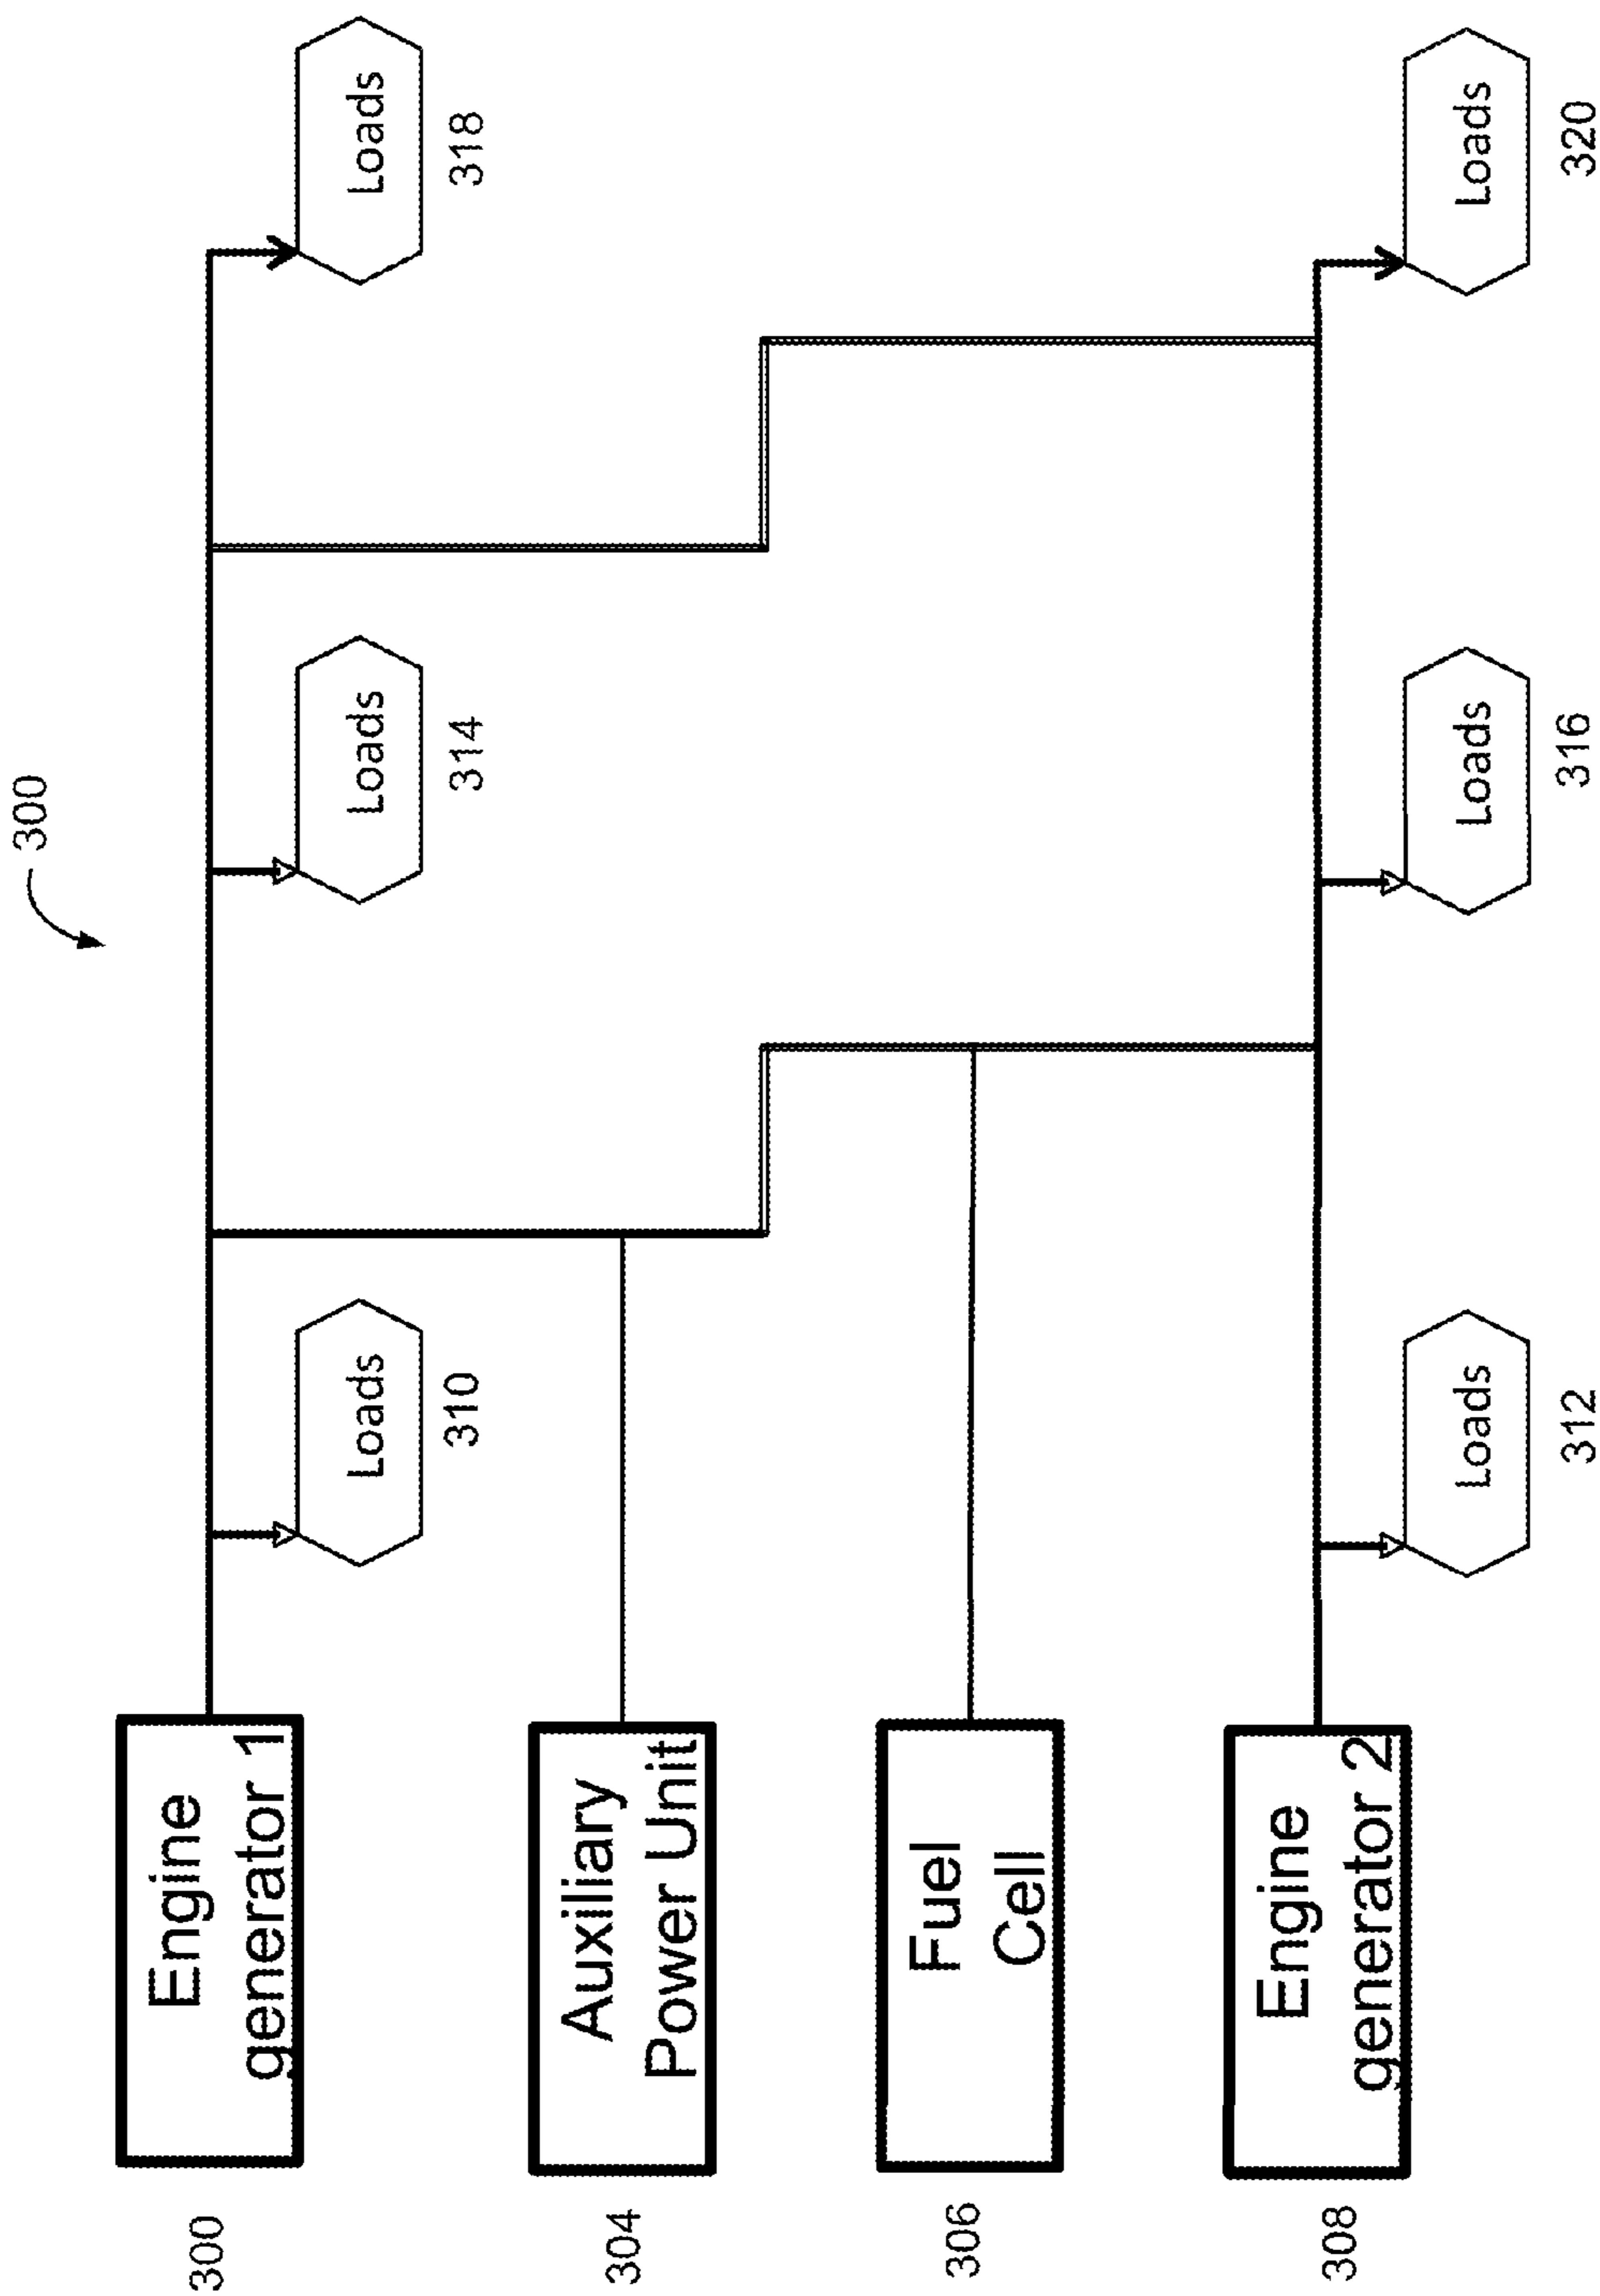 300
Loads
318
Loads
314
Loads
310
Engine
generator 1
300
Auxiliary
Power Unit
304
Fuel
Cell
306
Engine
generator 2
308
Loads
320
Loads
316
Loads
312